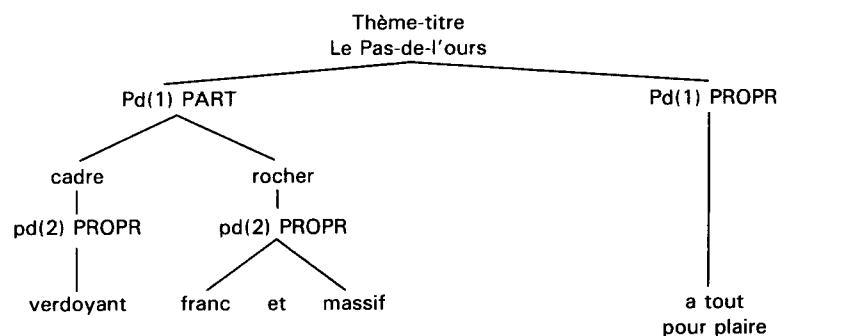 Thème-titre
Le Pas-de-l'ours
Pd(1) PART
Pd(1) PROPR
cadre
rocher
pd(2) PROPR
pd(2) PROPR
verdoyant
franc et massif
a tout
pour plaire